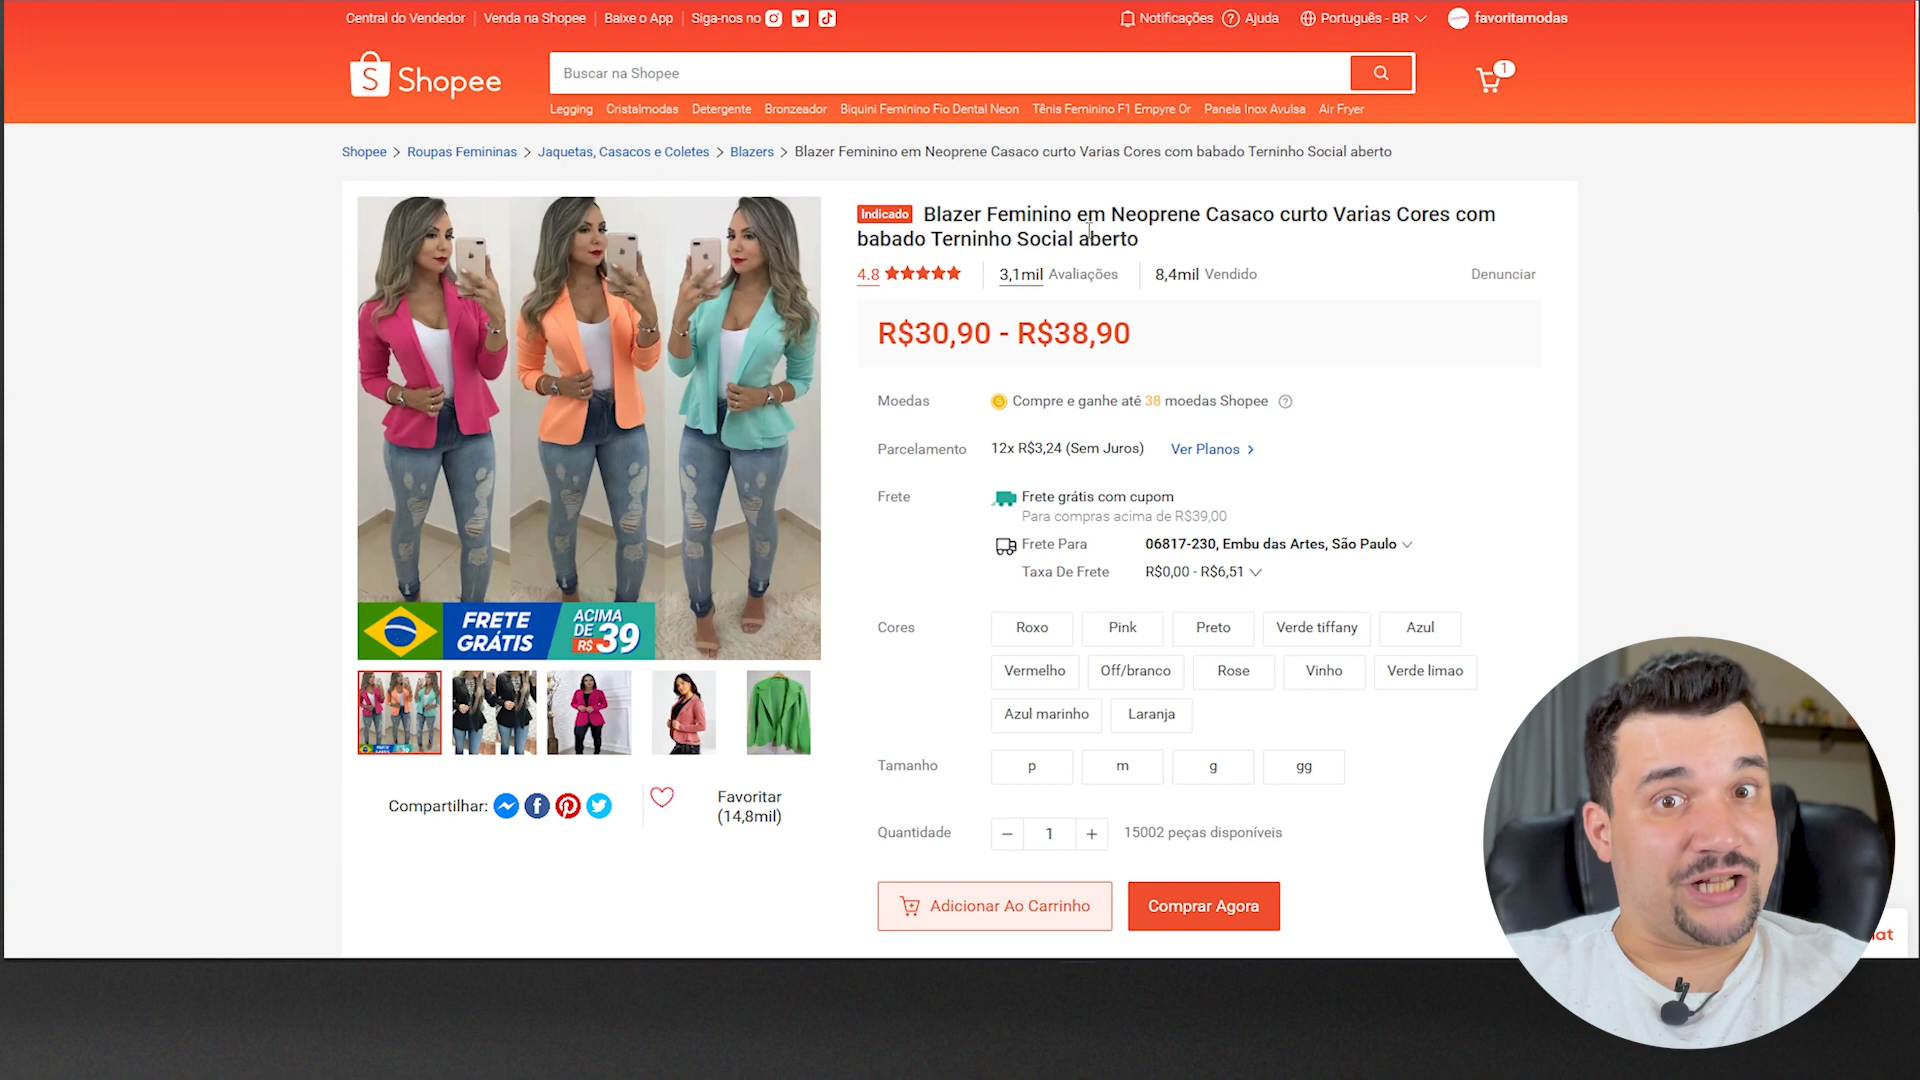 Central do Vendedor
Venda na Shopee
Baixe o App
Siga-nos no
Notificações
Ajuda
Português - BR
favoritamodas
Shopee
Buscar na Shopee
1
Legging Cristalmodas Detergente Bronzeador Biquini Feminino Fio Dental Neon Tênis Feminino F1 Empyre Or Panela Inox Avulsa Air Fryer
Shopee > Roupas Femininas > Jaquetas, Casacos e Coletes > Blazers > Blazer Feminino em Neoprene Casaco curto Varias Cores com babado Terninho Social aberto
Indicado Blazer Feminino em Neoprene Casaco curto Varias Cores com
babado Terninho Social aberto
4.8
3,1mil Avaliações
8,4mil Vendido
Denunciar
R$30,90 - R$38,90
Moedas
Compre e ganhe até 38 moedas Shopee
Parcelamento
12x R$3,24 (Sem Juros)
Ver Planos >
Frete
Frete grátis com cupom
Para compras acima de R$39,00
Frete Para
06817-230, Embu das Artes, São Paulo
Taxa De Frete
R$0,00 - R$6,51
FRETE
GRÁTIS
ACIMA
DE
R$ 39
Cores
Roxo Pink Preto Verde tiffany Azul
Vermelho Off/branco Rose Vinho Verde limao
Azul marinho Laranja
Tamanho
p m g gg
Compartilhar:
Favoritar
(14,8mil)
Quantidade
− 1 +
15002 peças disponíveis
Adicionar Ao Carrinho
Comprar Agora